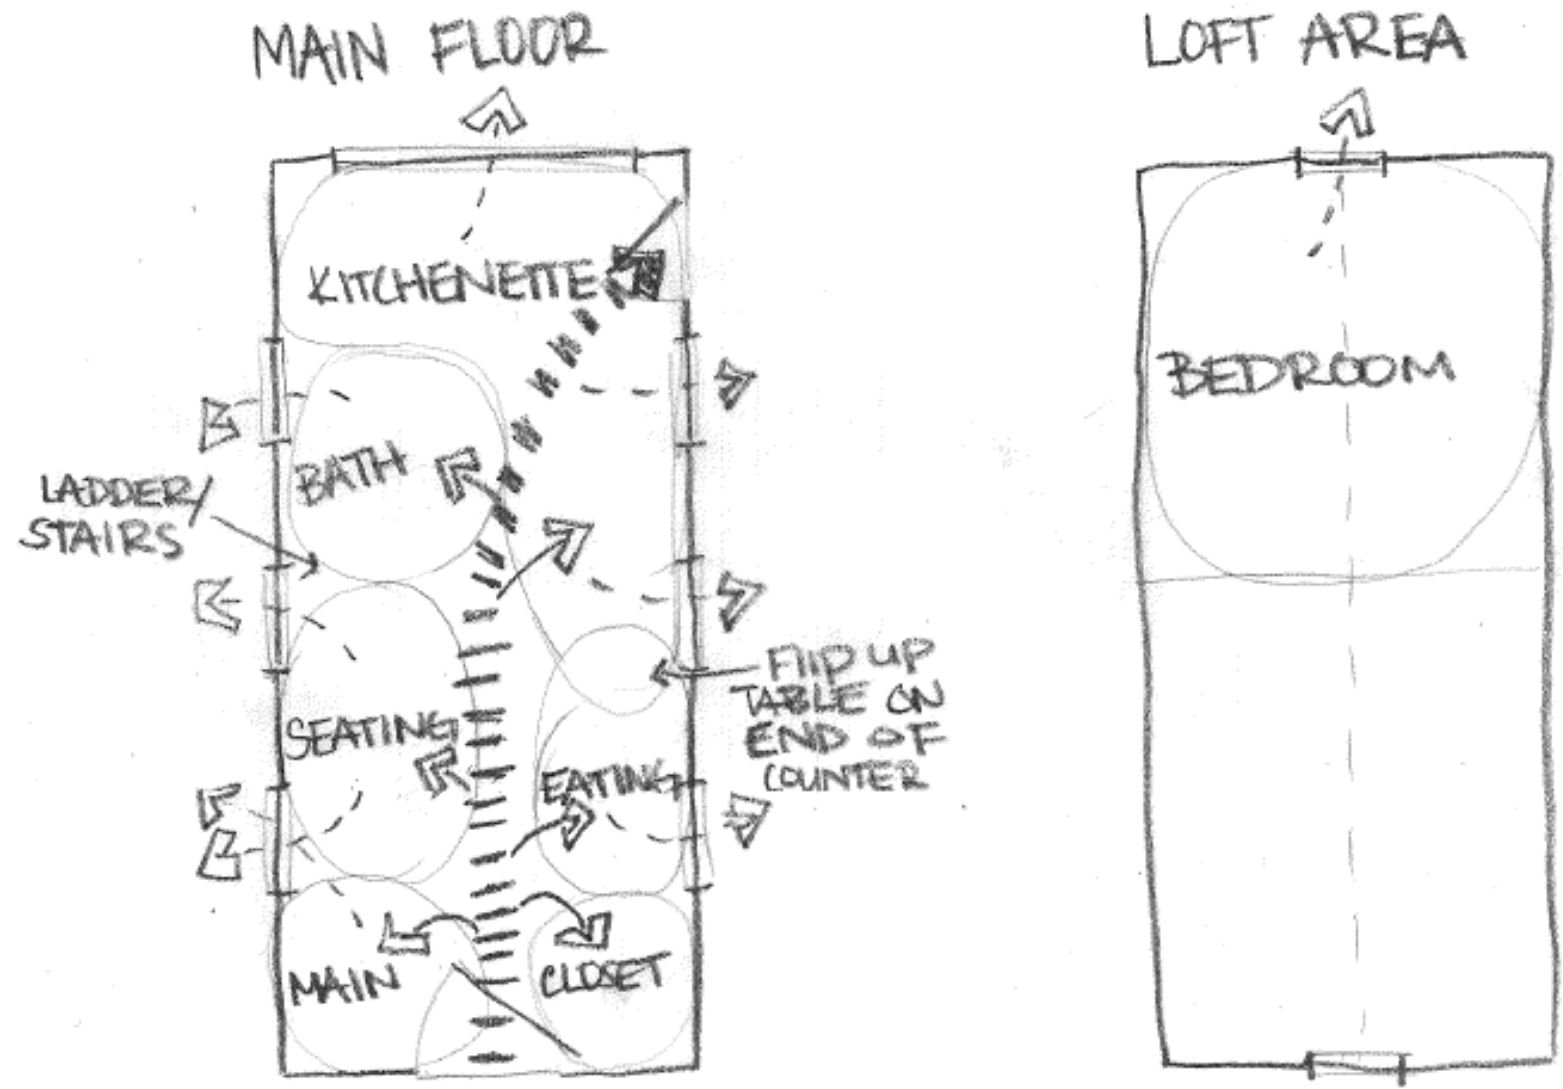 MAIN FLOOR
LOFT AREA
KITCHENETTE
BEDROOM
BATH
LADDER/
STAIRS
FLIP UP
TABLE ON
END OF
COUNTER
SEATING
EATING
MAIN
CLOSET